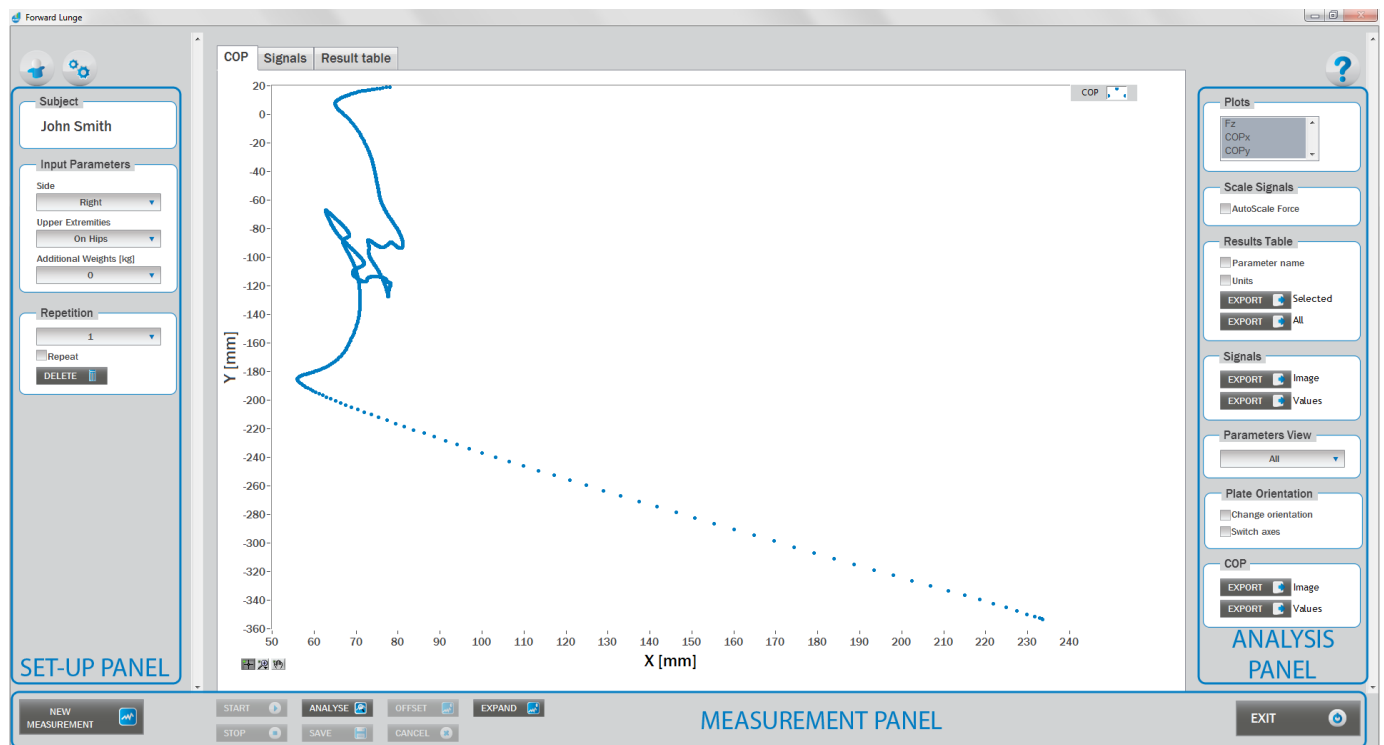 Forward Lunge
COP Signals Result table
Subject
John Smith
Input Parameters
Side
Right
Upper Extremities
On Hips
Additional Weights [kg]
0
Repetition
1
Repeat
DELETE
SET-UP PANEL
COP
20
0
-20
-40
-60
-80
-100
-120
-140
-160
-180
-200
-220
-240
-260
-280
-300
-320
-340
-360
Y [mm]
50 60 70 80 90 100 110 120 130 140 150 160 170 180 190 200 210 220 230 240
X [mm]
?
Plots
Fz
COPx
COPy
Scale Signals
AutoScale Force
Results Table
Parameter name
Units
EXPORT Selected
EXPORT All
Signals
EXPORT Image
EXPORT Values
Parameters View
All
Plate Orientation
Change orientation
Switch axes
COP
EXPORT Image
EXPORT Values
ANALYSIS
PANEL
NEW
MEASUREMENT
START ANALYSE OFFSET EXPAND
STOP SAVE CANCEL
MEASUREMENT PANEL
EXIT